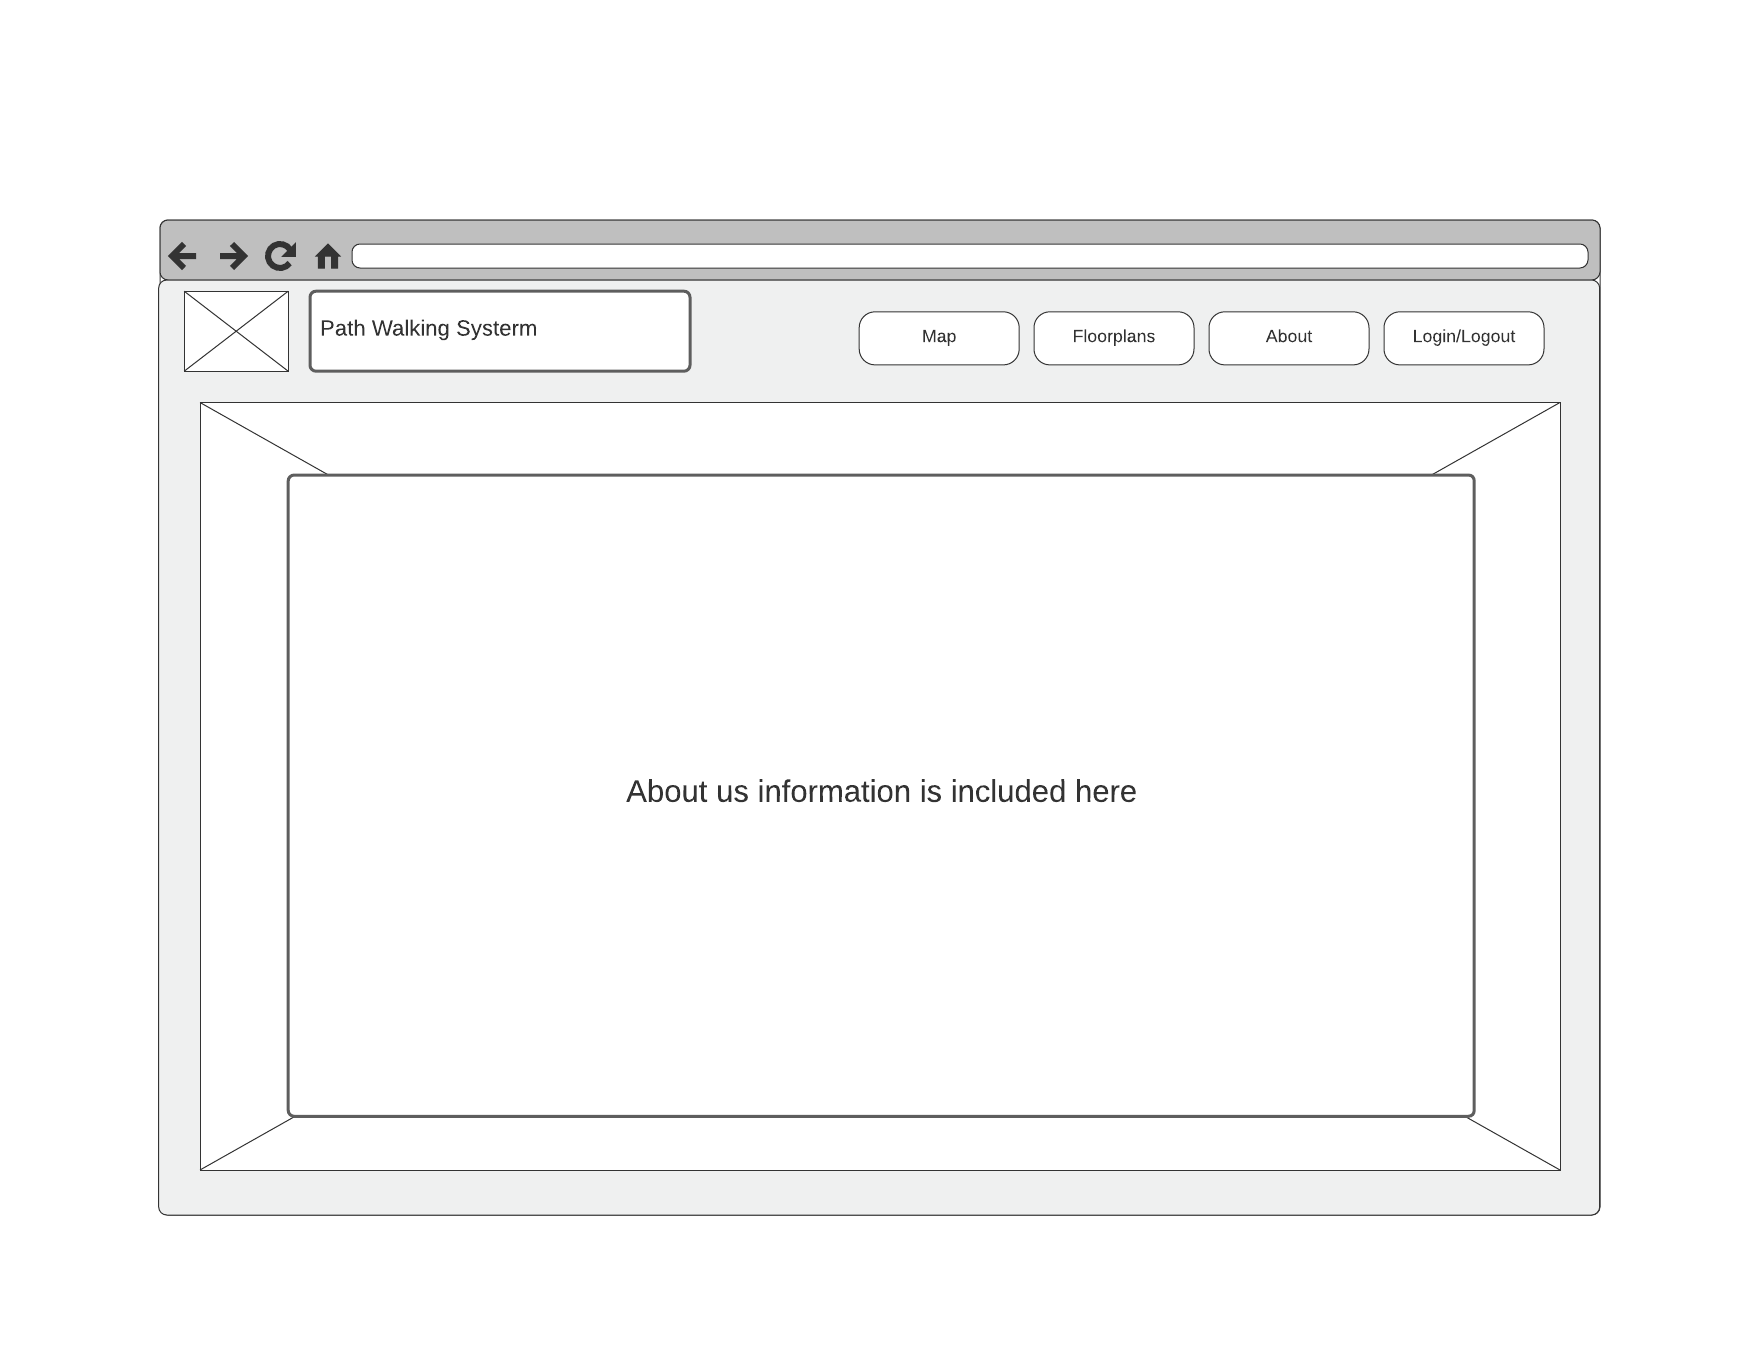 Path Walking Systerm
Map
Floorplans
About
Login/Logout
About us information is included here